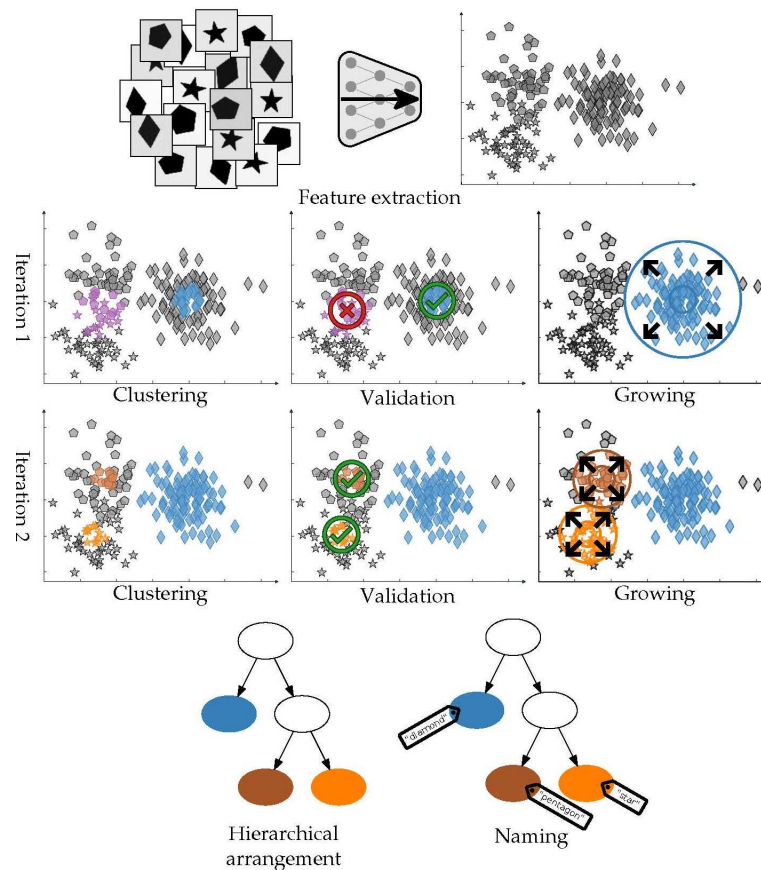 Feature extraction
Iteration 1
Clustering
Validation
Growing
Iteration 2
Clustering
Validation
Growing
"diamond"
"pentagon"
"star"
Hierarchical
arrangement
Naming